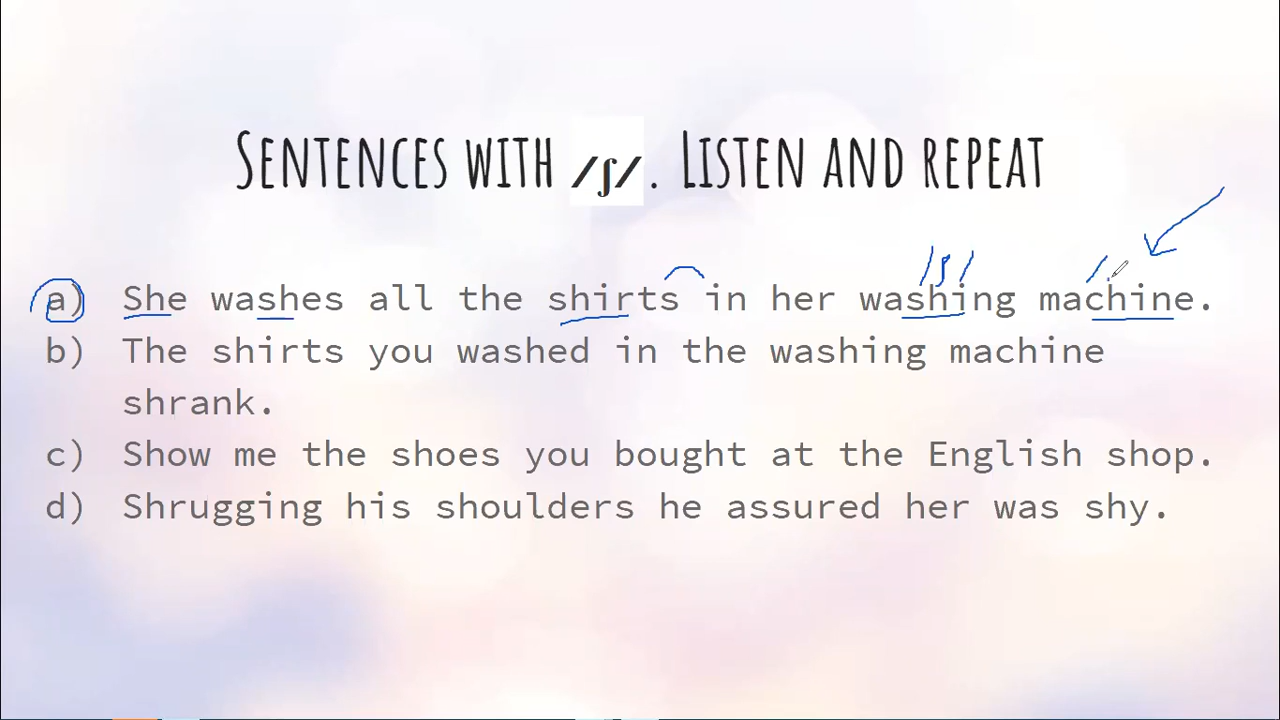 Sentences with /ʃ/. Listen and repeat
/ʃ/ /
a) She washes all the shirts in her washing machine.
b) The shirts you washed in the washing machine
shrank.
c) Show me the shoes you bought at the English shop.
d) Shrugging his shoulders he assured her was shy.